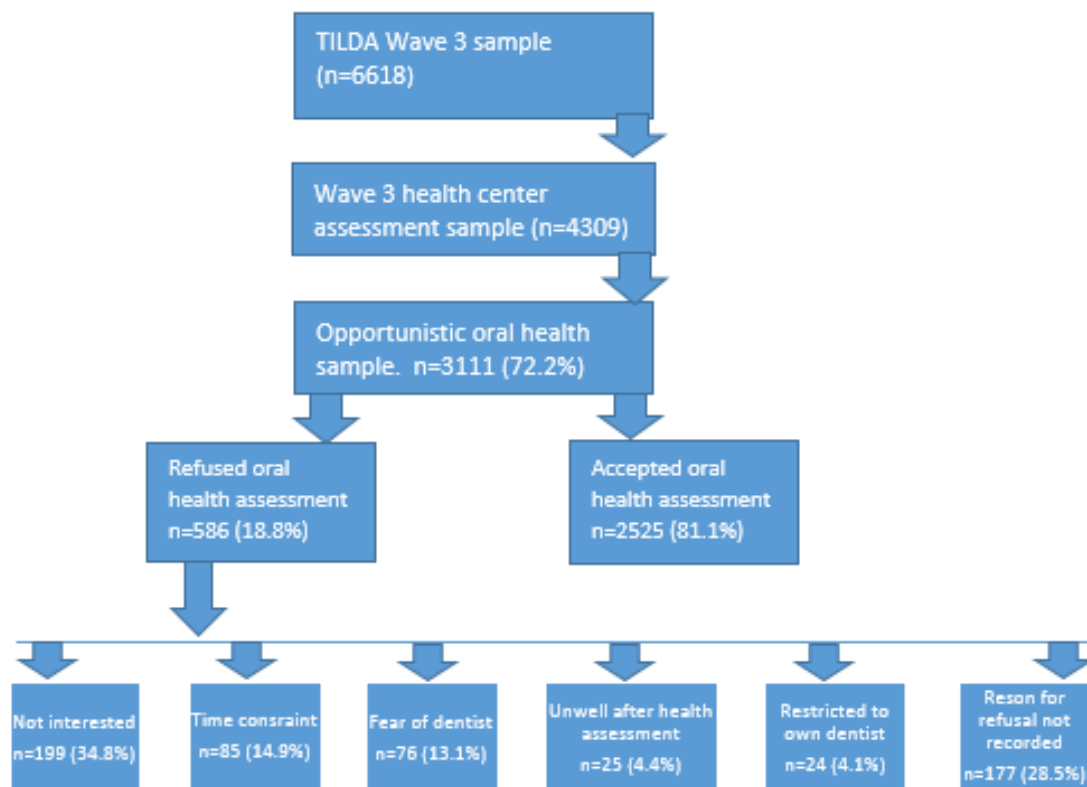 TILDA Wave 3 sample
(n=6618)
Wave 3 health center
assessment sample (n=4309)
Opportunistic oral health
sample.  n=3111 (72.2%)
Refused oral
health assessment
n=586 (18.8%)
Accepted oral
health assessment
n=2525 (81.1%)
Not interested
n=199 (34.8%)
Time consraint
n=85 (14.9%)
Fear of dentist
n=76 (13.1%)
Unwell after health
assessment
n=25 (4.4%)
Restricted to
own dentist
n=24 (4.1%)
Reson for
refusal not
recorded
n=177 (28.5%)